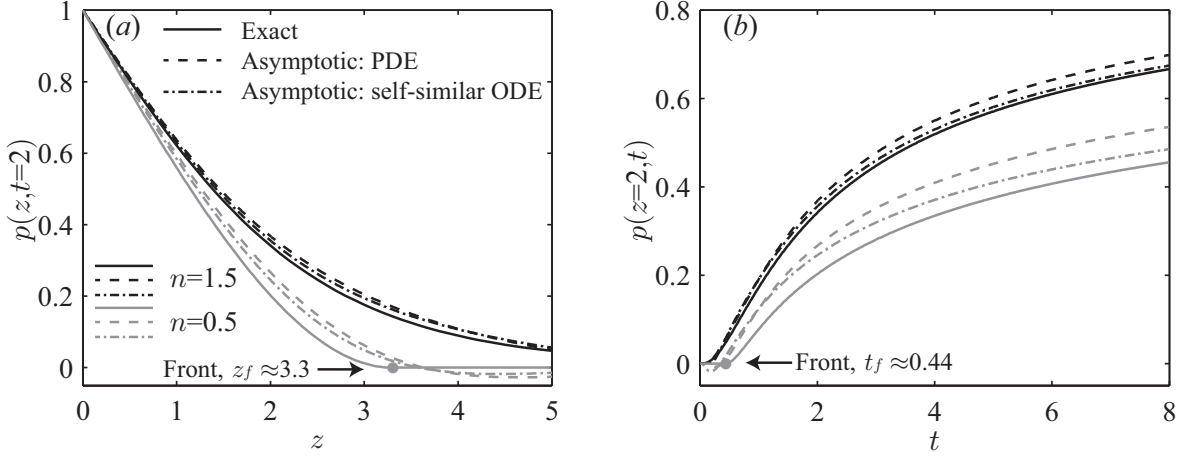 (a)
Exact
Asymptotic: PDE
Asymptotic: self-similar ODE
n=1.5
n=0.5
Front, z_f ≈3.3
1
0.8
0.6
0.4
0.2
0
0 1 2 3 4 5
z
p(z,t=2)
(b)
Front, t_f ≈0.44
0.8
0.6
0.4
0.2
0
0 2 4 6 8
t
p(z=2,t)